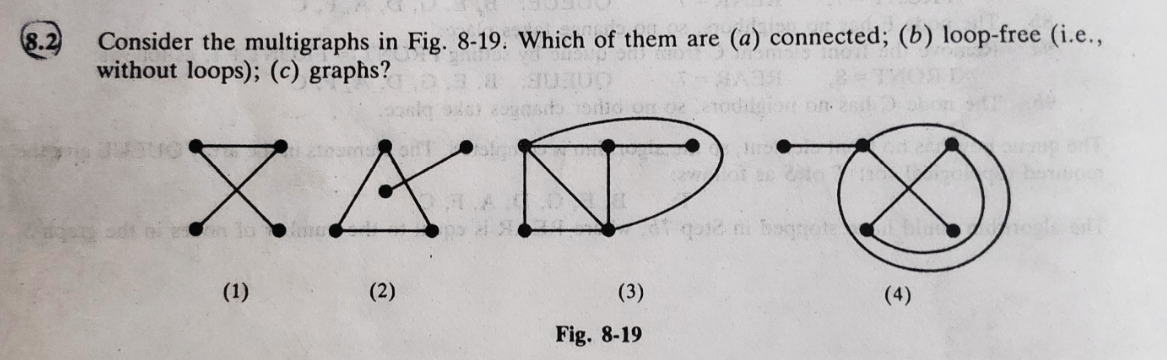 8.2 Consider the multigraphs in Fig. 8-19. Which of them are (a) connected; (b) loop-free (i.e.,
without loops); (c) graphs?
(1) (2) (3) (4)
Fig. 8-19